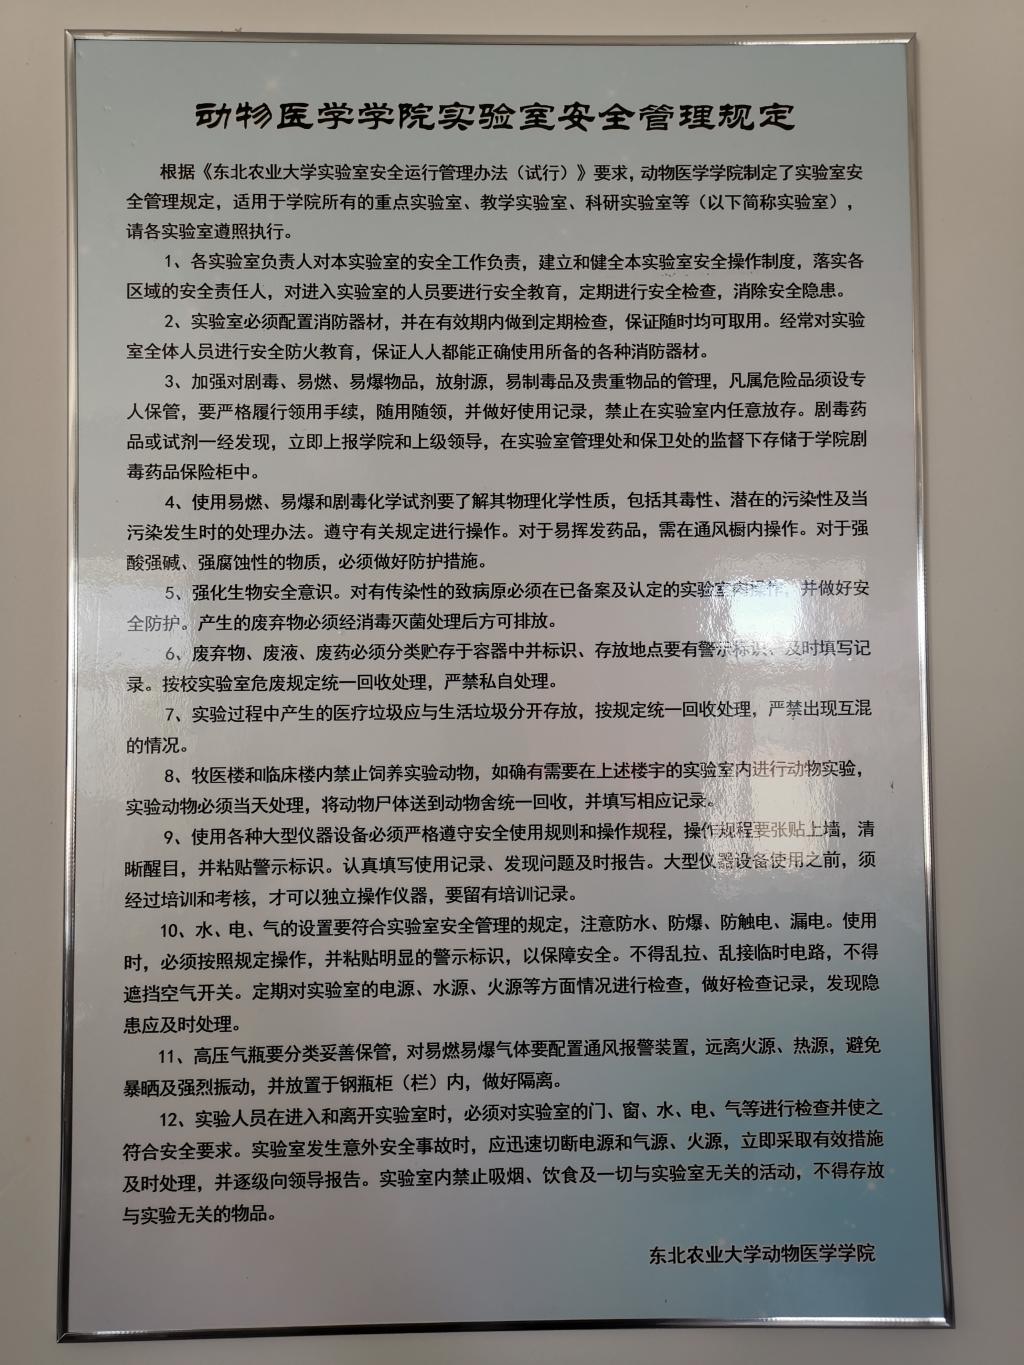 动物医学学院实验室安全管理规定
根据《东北农业大学实验室安全运行管理办法（试行）》要求，动物医学学院制定了实验室安
全管理规定，适用于学院所有的重点实验室、教学实验室、科研实验室等（以下简称实验室），
请各实验室遵照执行。
1、各实验室负责人对本实验室的安全工作负责，建立和健全本实验室安全操作制度，落实各
区域的安全责任人，对进入实验室的人员要进行安全教育，定期进行安全检查，消除安全隐患。
2、实验室必须配置消防器材，并在有效期内做到定期检查，保证随时均可取用。经常对实验
室全体人员进行安全防火教育，保证人人都能正确使用所备的各种消防器材。
3、加强对剧毒、易燃、易爆物品，放射源，易制毒品及贵重物品的管理，凡属危险品须设专
人保管，要严格履行领用手续，随用随领，并做好使用记录，禁止在实验室内任意放存。剧毒药
品或试剂一经发现，立即上报学院和上级领导，在实验室管理处和保卫处的监督下存储于学院剧
毒药品保险柜中。
4、使用易燃、易爆和剧毒化学试剂要了解其物理化学性质，包括其毒性、潜在的污染性及当
污染发生时的处理办法。遵守有关规定进行操作。对于易挥发药品，需在通风橱内操作。对于强
酸强碱、强腐蚀性的物质，必须做好防护措施。
5、强化生物安全意识。对有传染性的致病原必须在已备案及认定的实验室内操作，并做好安
全防护。产生的废弃物必须经消毒灭菌处理后方可排放。
6、废弃物、废液、废药必须分类贮存于容器中并标识、存放地点要有警示标识、及时填写记
录。按校实验室危废规定统一回收处理，严禁私自处理。
7、实验过程中产生的医疗垃圾应与生活垃圾分开存放，按规定统一回收处理，严禁出现互混
的情况。
8、牧医楼和临床楼内禁止饲养实验动物，如确有需要在上述楼宇的实验室内进行动物实验，
实验动物必须当天处理，将动物尸体送到动物舍统一回收，并填写相应记录。
9、使用各种大型仪器设备必须严格遵守安全使用规则和操作规程，操作规程要张贴上墙，清
晰醒目，并粘贴警示标识。认真填写使用记录、发现问题及时报告。大型仪器设备使用之前，须
经过培训和考核，才可以独立操作仪器，要留有培训记录。
10、水、电、气的设置要符合实验室安全管理的规定，注意防水、防爆、防触电、漏电。使用
时，必须按照规定操作，并粘贴明显的警示标识，以保障安全。不得乱拉、乱接临时电路，不得
遮挡空气开关。定期对实验室的电源、水源、火源等方面情况进行检查，做好检查记录，发现隐
患应及时处理。
11、高压气瓶要分类妥善保管，对易燃易爆气体要配置通风报警装置，远离火源、热源，避免
暴晒及强烈振动，并放置于钢瓶柜（栏）内，做好隔离。
12、实验人员在进入和离开实验室时，必须对实验室的门、窗、水、电、气等进行检查并使之
符合安全要求。实验室发生意外安全事故时，应迅速切断电源和气源、火源，立即采取有效措施
及时处理，并逐级向领导报告。实验室内禁止吸烟、饮食及一切与实验室无关的活动，不得存放
与实验无关的物品。
东北农业大学动物医学学院